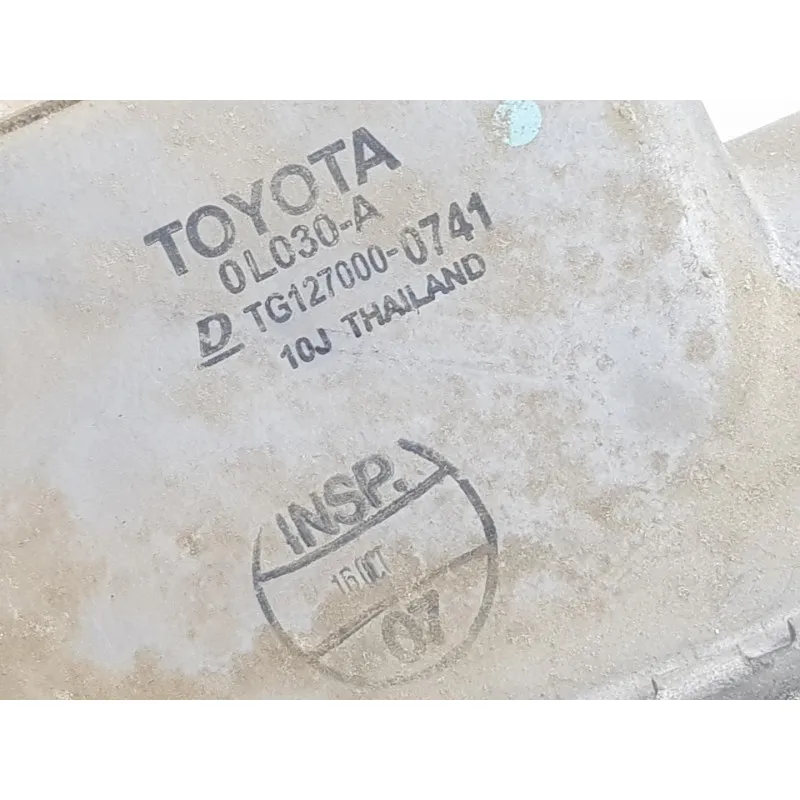 TOYOTA
0L030-A
D TG127000-0741
10J THAILAND
INSP.
16 OCT
07